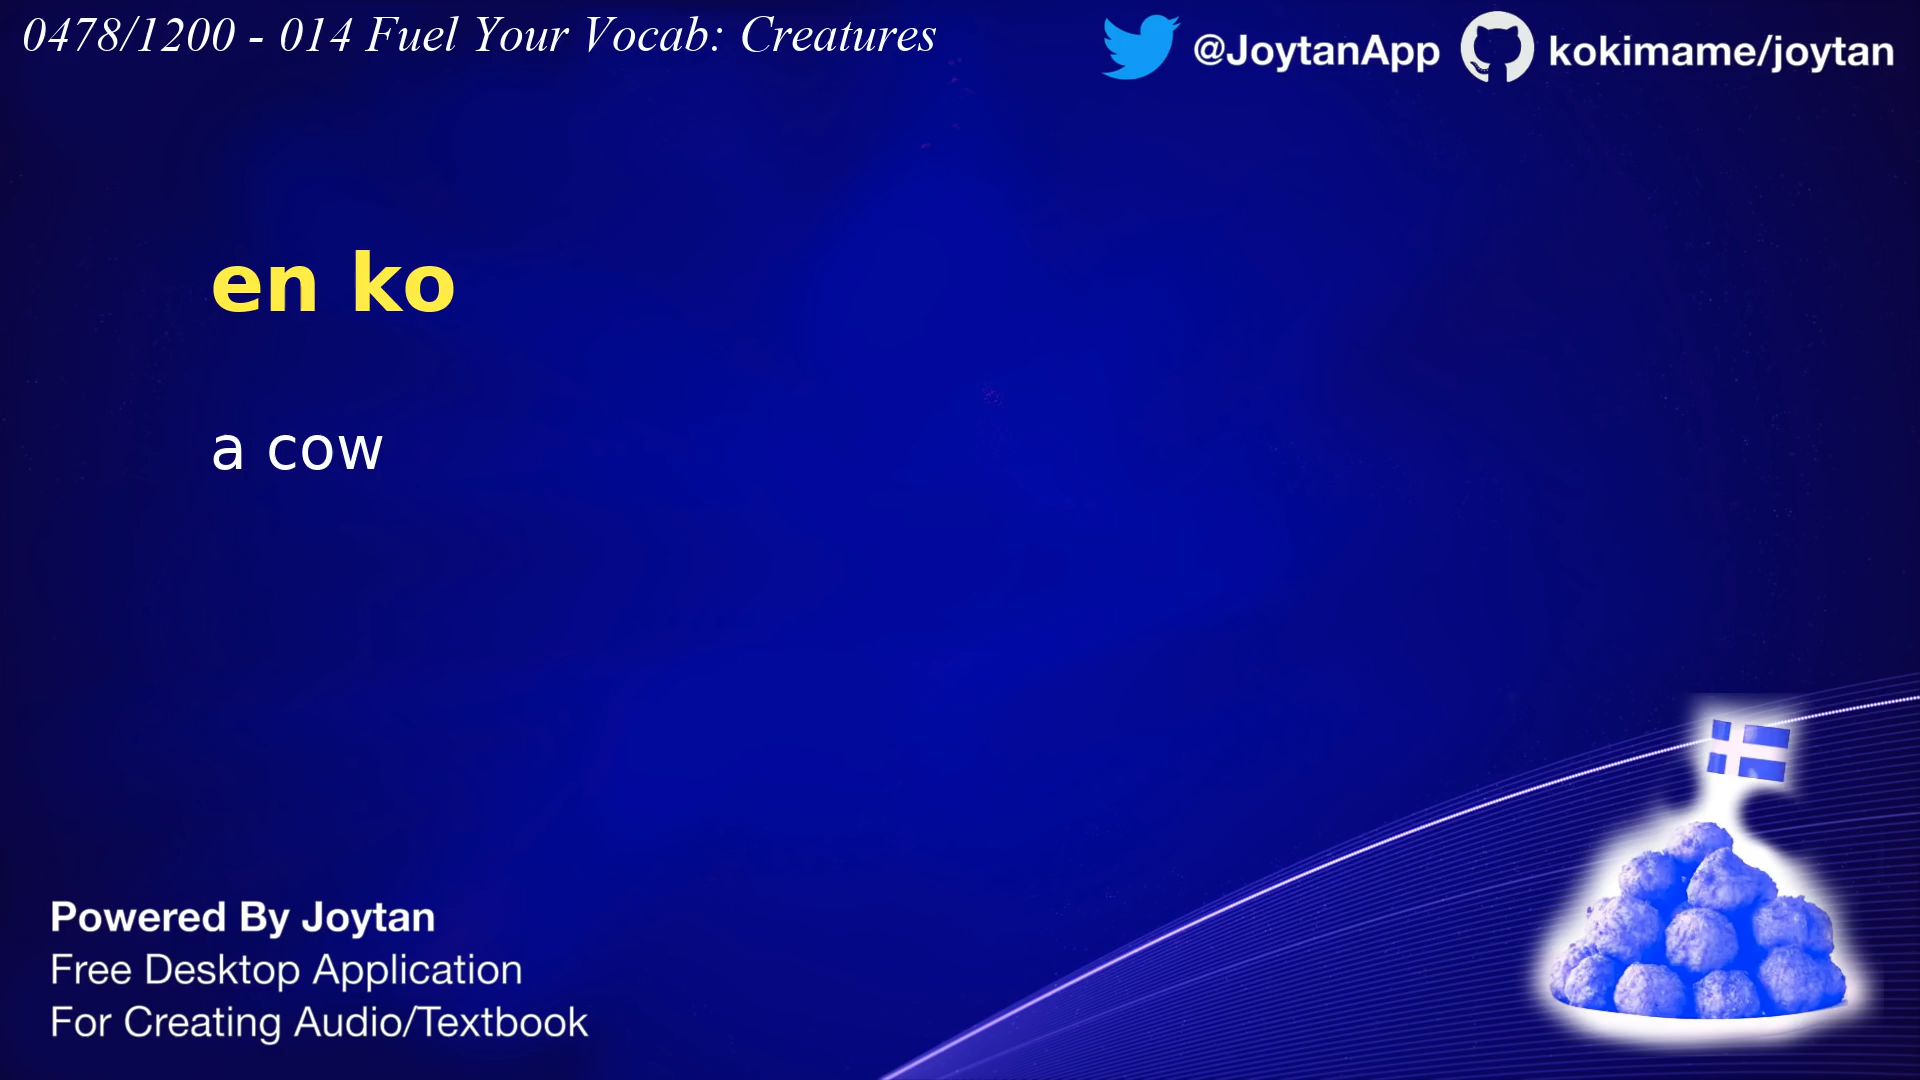 0478/1200 - 014 Fuel Your Vocab: Creatures
@JoytanApp
kokimame/joytan
en ko
a cow
Powered By Joytan
Free Desktop Application
For Creating Audio/Textbook